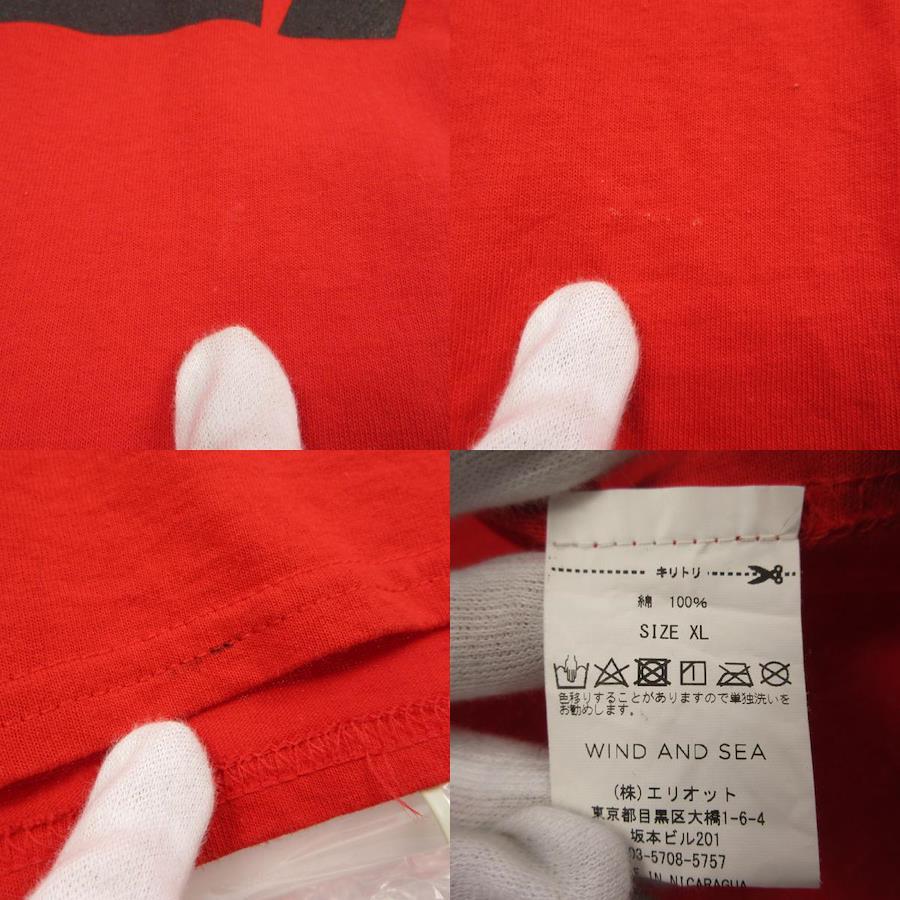 キリトリ
綿 100%
SIZE XL
色移りすることがありますので単独洗いを
お勧めします。
WIND AND SEA
(株)エリオット
東京都目黒区大橋1-6-4
坂本ビル201
03-5708-5757
IN NICARAGUA